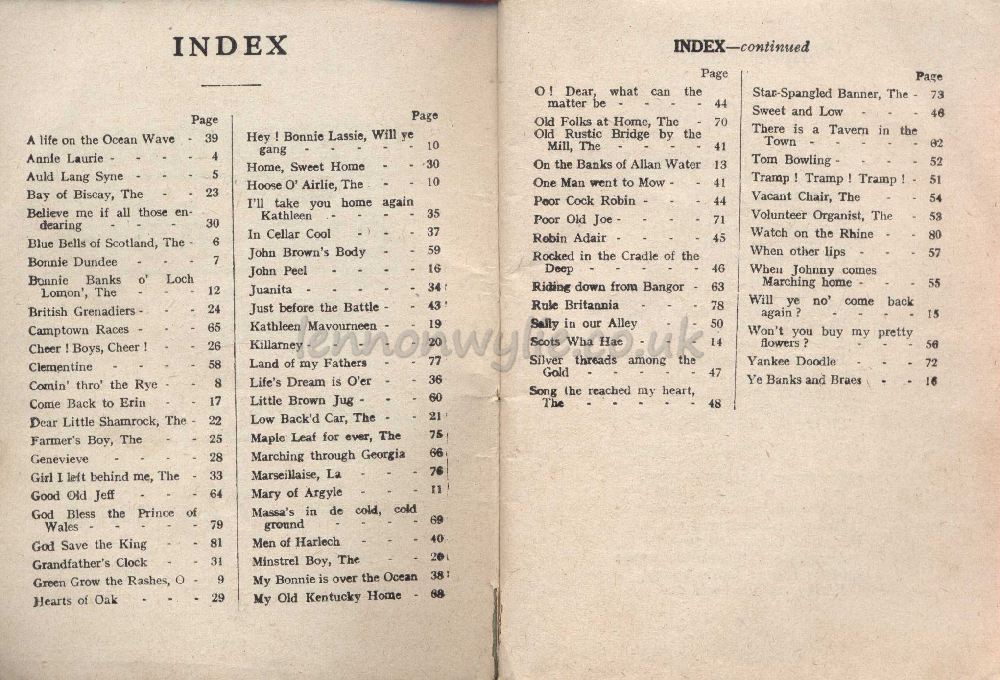 INDEX
Page
A life on the Ocean Wave - 39
Annie Laurie - - - - 4
Auld Lang Syne - - - 5
Bay of Biscay, The - - 23
Believe me if all those en-
dearing - - - 30
Blue Bells of Scotland, The - 6
Bonnie Dundee - - - 7
Bonnie Banks o' Loch
Lomon', The - - - 12
British Grenadiers - - - 24
Camptown Races - - - 65
Cheer ! Boys, Cheer ! - - 26
Clementine - - - - 58
Comin' thro' the Rye - - 8
Come Back to Erin - - 17
Dear Little Shamrock, The - 22
Farmer's Boy, The - - 25
Genevieve - - - - 28
Girl I left behind me, The - 33
Good Old Jeff - - - 64
God Bless the Prince of
Wales - - - - - 79
God Save the King - - 81
Grandfather's Clock - - 31
Green Grow the Rashes, O - 9
Hearts of Oak - - - 29
Page
Hey ! Bonnie Lassie, Will ye
gang - - - - - 10
Home, Sweet Home - - 30
Hoose O' Airlie, The - - 10
I'll take you home again
Kathleen - - - - 35
In Cellar Cool - - - 37
John Brown's Body - - 59
John Peel - - - - 16
Juanita - - - - - 34
Just before the Battle - - 43
Kathleen Mavourneen - - 19
Killarney - - - - - 20
Land of my Fathers - - 77
Life's Dream is O'er - - 36
Little Brown Jug - - - 60
Low Back'd Car, The - - 21
Maple Leaf for ever, The 75
Marching through Georgia 66
Marseillaise, La - - - 76
Mary of Argyle - - - 11
Massa's in de cold, cold
ground - - - - 69
Men of Harlech - - - 40
Minstrel Boy, The - -
My Bonnie is over the Ocean 38
My Old Kentucky Home - 68
INDEX—continued
Page
O ! Dear, what can the
matter be - - - - 44
Old Folks at Home, The - 70
Old Rustic Bridge by the
Mill, The - - - - 41
On the Banks of Allan Water 13
One Man went to Mow - - 41
Poor Cock Robin - - - 44
Poor Old Joe - - - - 71
Robin Adair - - - - 45
Rocked in the Cradle of the
Deep - - - - - 46
Riding down from Bangor - 63
Rule Britannia - - - 78
Sally in our Alley - - 50
Scots Wha Hae - - - 14
Silver threads among the
Gold - - - - - 47
Song the reached my heart,
The - - - - - 48
Page
Star-Spangled Banner, The - 73
Sweet and Low - - - 46
There is a Tavern in the
Town - - - - - 82
Tom Bowling - - - - 52
Tramp ! Tramp ! Tramp ! - 51
Vacant Chair, The - - 54
Volunteer Organist, The - 53
Watch on the Rhine - - 80
When other lips - - - 57
When Johnny comes
Marching home - - - 55
Will ye no' come back
again ? - - - - - 15
Won't you buy my pretty
flowers ? - - - - 56
Yankee Doodle - - - 72
Ye Banks and Braes - - 16
lennonwylie.co.uk